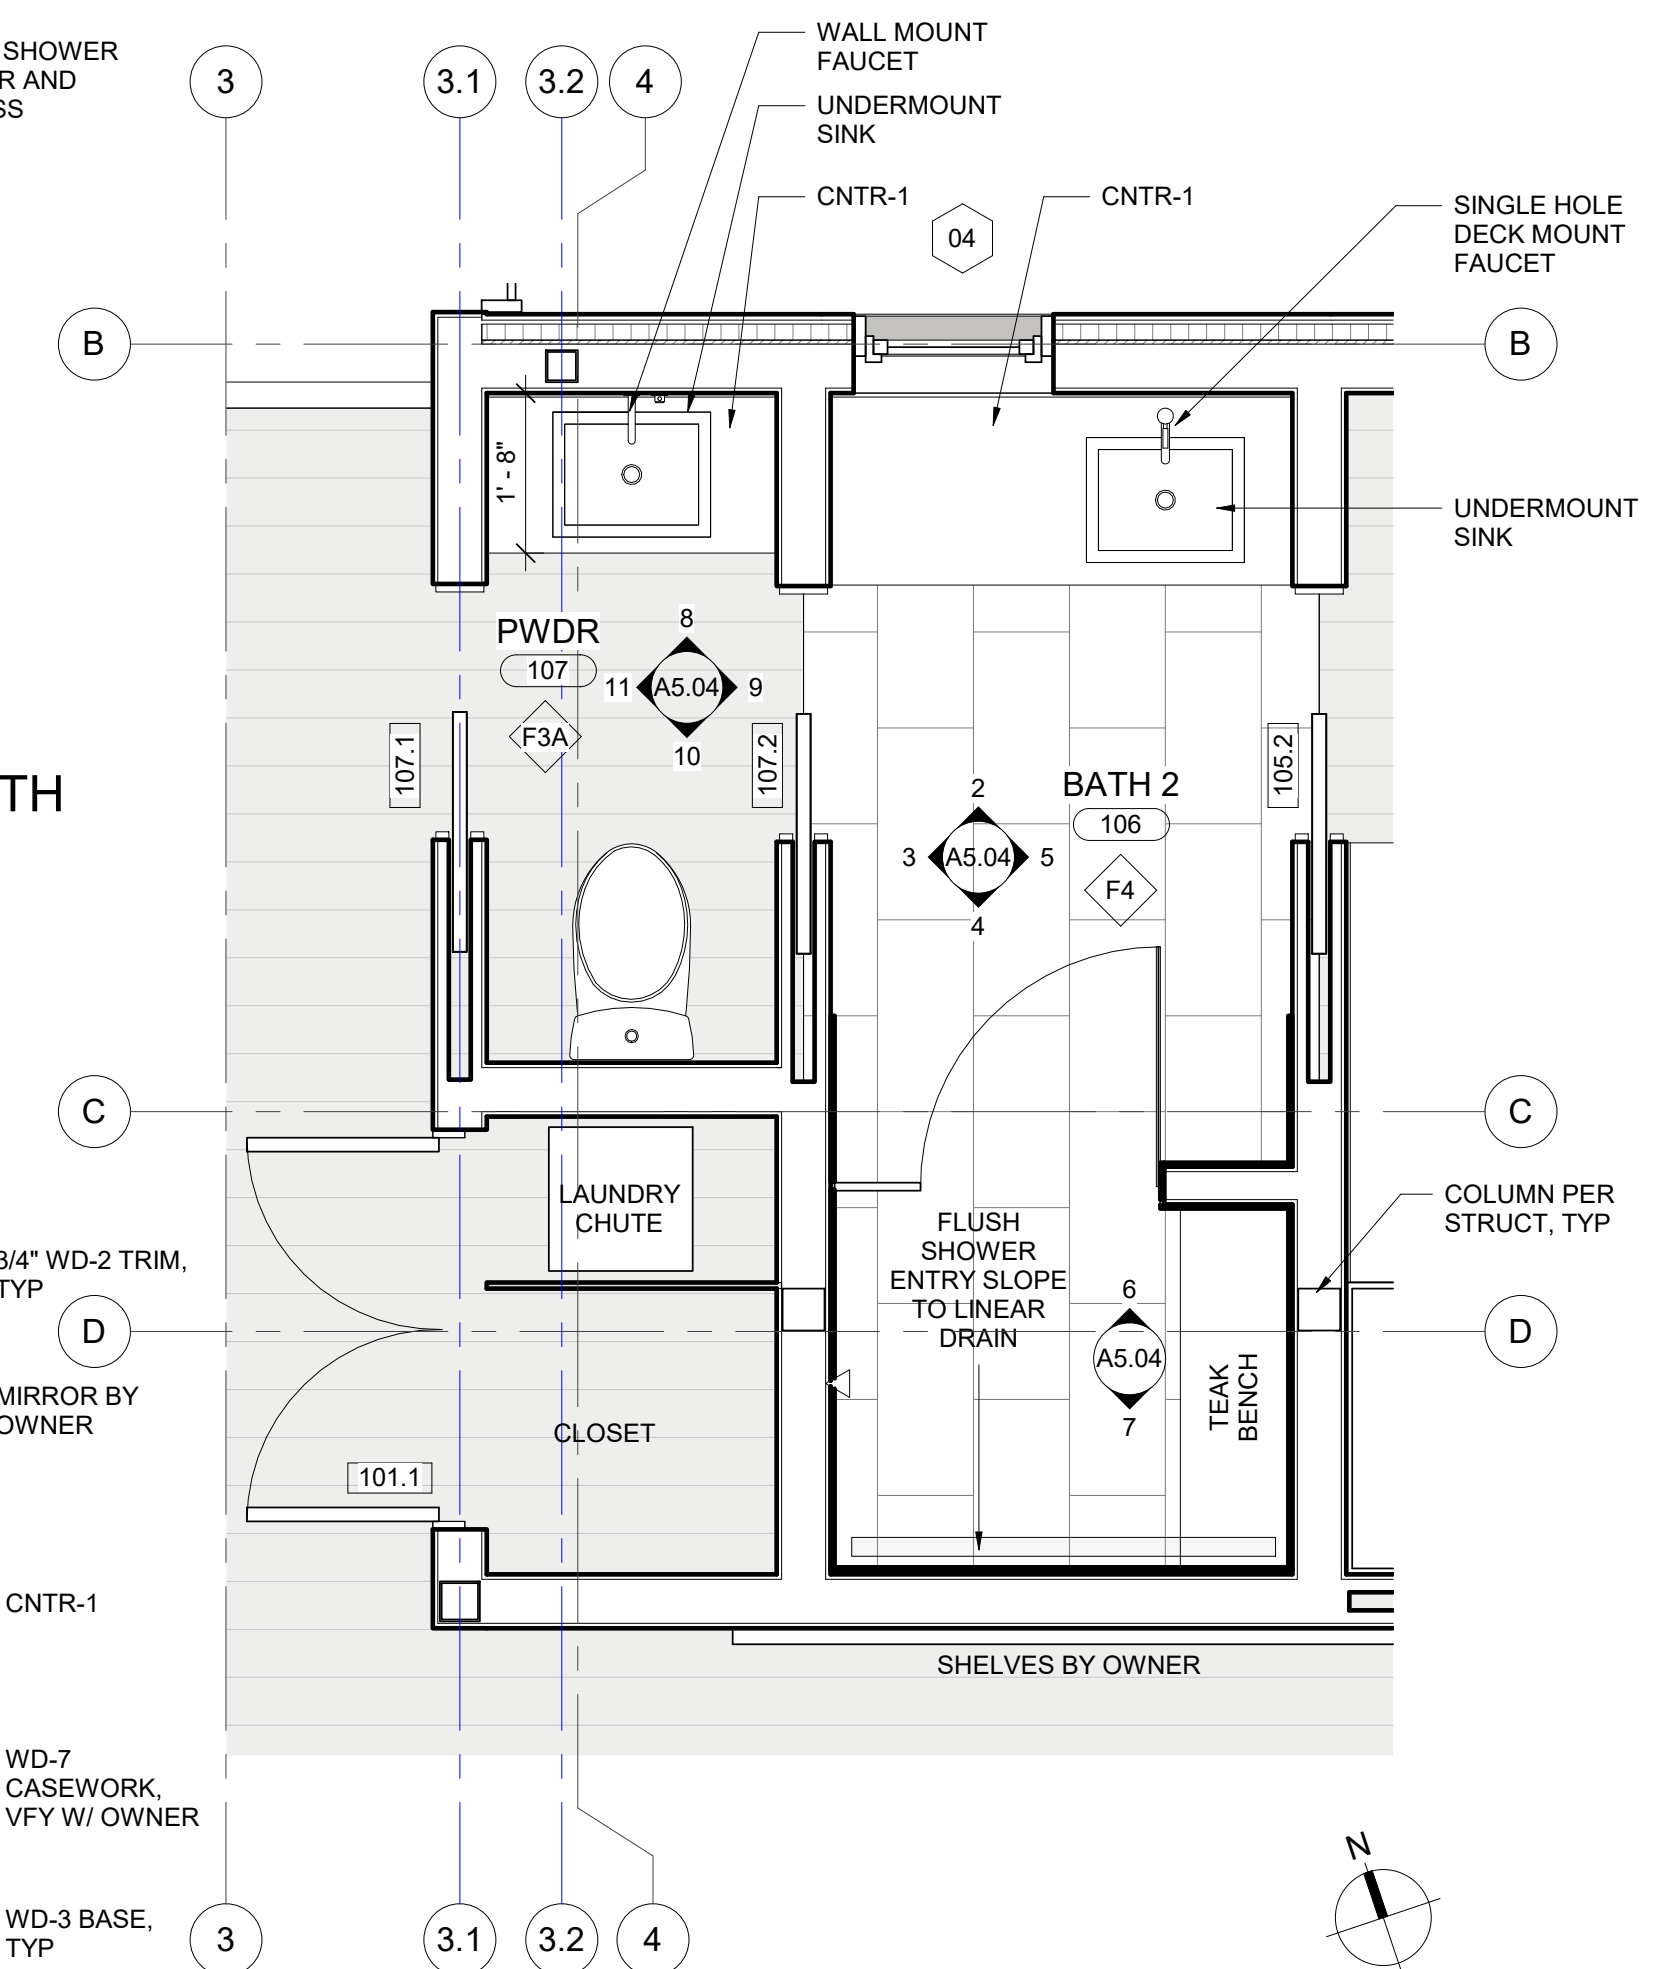 SHOWER
R AND
SS
3
3.1
3.2
4
WALL MOUNT
FAUCET
UNDERMOUNT
SINK
CNTR-1
04
CNTR-1
SINGLE HOLE
DECK MOUNT
FAUCET
B
B
1' - 8"
UNDERMOUNT
SINK
PWDR
107
F3A
8
11
A5.04
9
10
107.1
107.2
TH
BATH 2
106
F4
2
3
A5.04
5
4
105.2
C
C
LAUNDRY
CHUTE
FLUSH
SHOWER
ENTRY SLOPE
TO LINEAR
DRAIN
COLUMN PER
STRUCT, TYP
3/4" WD-2 TRIM,
TYP
D
D
6
A5.04
7
TEAK
BENCH
MIRROR BY
OWNER
CLOSET
101.1
CNTR-1
SHELVES BY OWNER
WD-7
CASEWORK,
VFY W/ OWNER
N
WD-3 BASE,
TYP
3
3.1
3.2
4